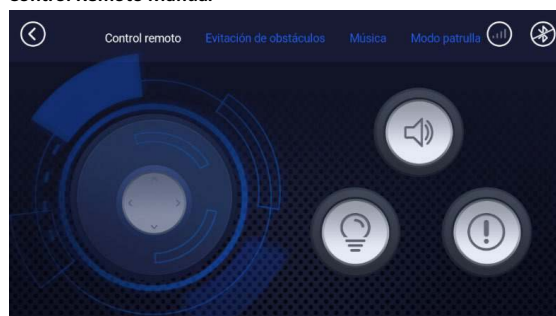 Control Remoto Manual
Control remoto Evitación de obstáculos Música Modo patrulla